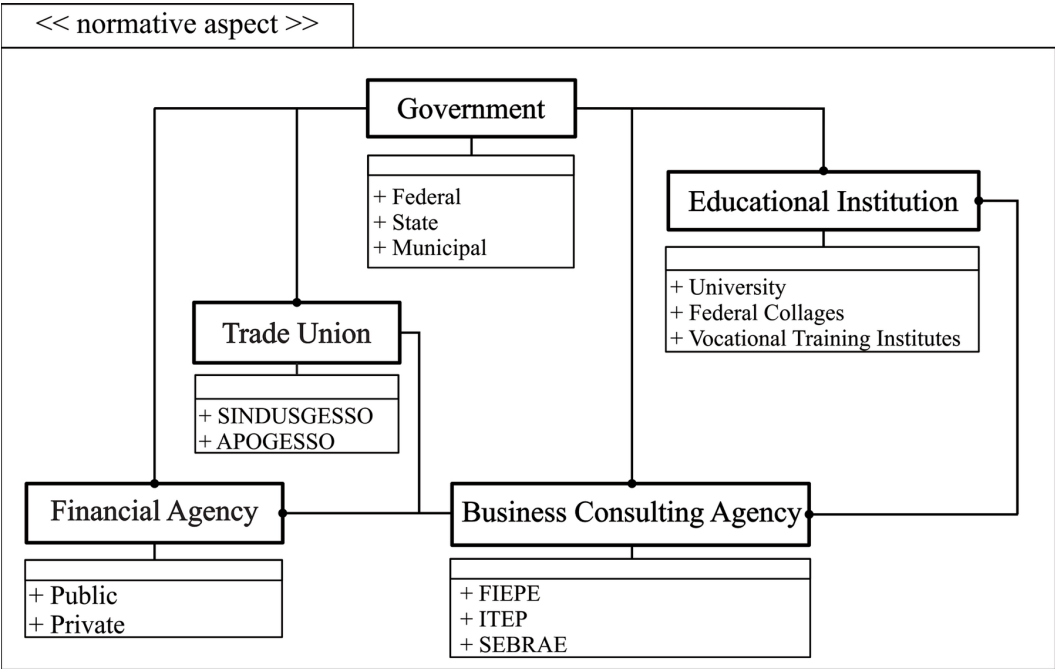 << normative aspect >>
Government
+ Federal
+ State
+ Municipal
Educational Institution
+ University
+ Federal Collages
+ Vocational Training Institutes
Trade Union
+ SINDUSGESSO
+ APOGESSO
Financial Agency
+ Public
+ Private
Business Consulting Agency
+ FIEPE
+ ITEP
+ SEBRAE